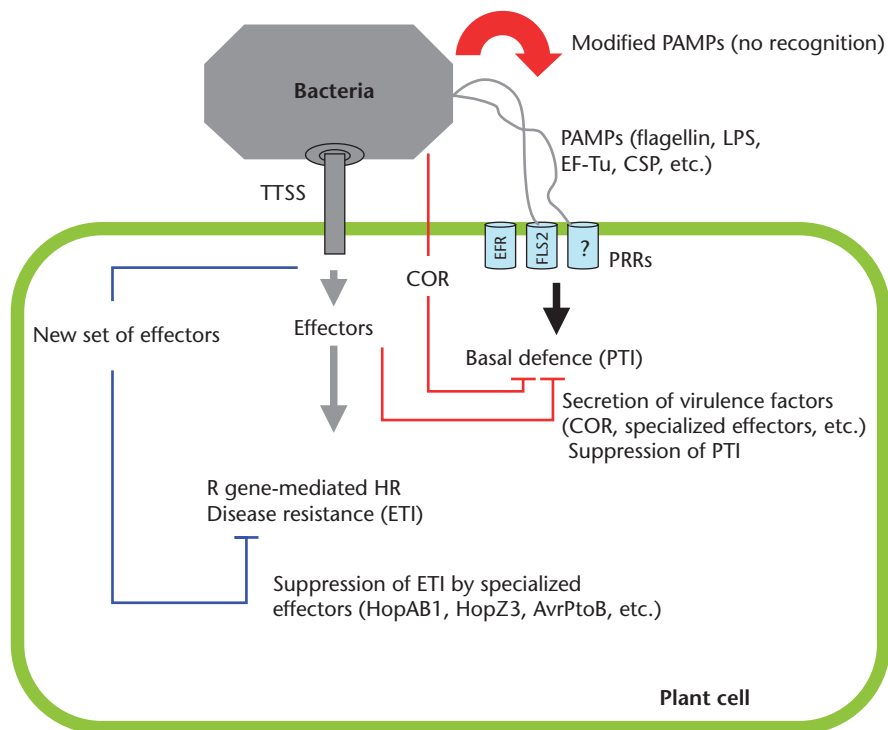 Modified PAMPs (no recognition)
Bacteria
PAMPs (flagellin, LPS,
EF-Tu, CSP, etc.)
TTSS
EFR
FLS2
?
PRRs
COR
New set of effectors
Effectors
Basal defence (PTI)
Secretion of virulence factors
(COR, specialized effectors, etc.)
Suppression of PTI
R gene-mediated HR
Disease resistance (ETI)
Suppression of ETI by specialized
effectors (HopAB1, HopZ3, AvrPtoB, etc.)
Plant cell